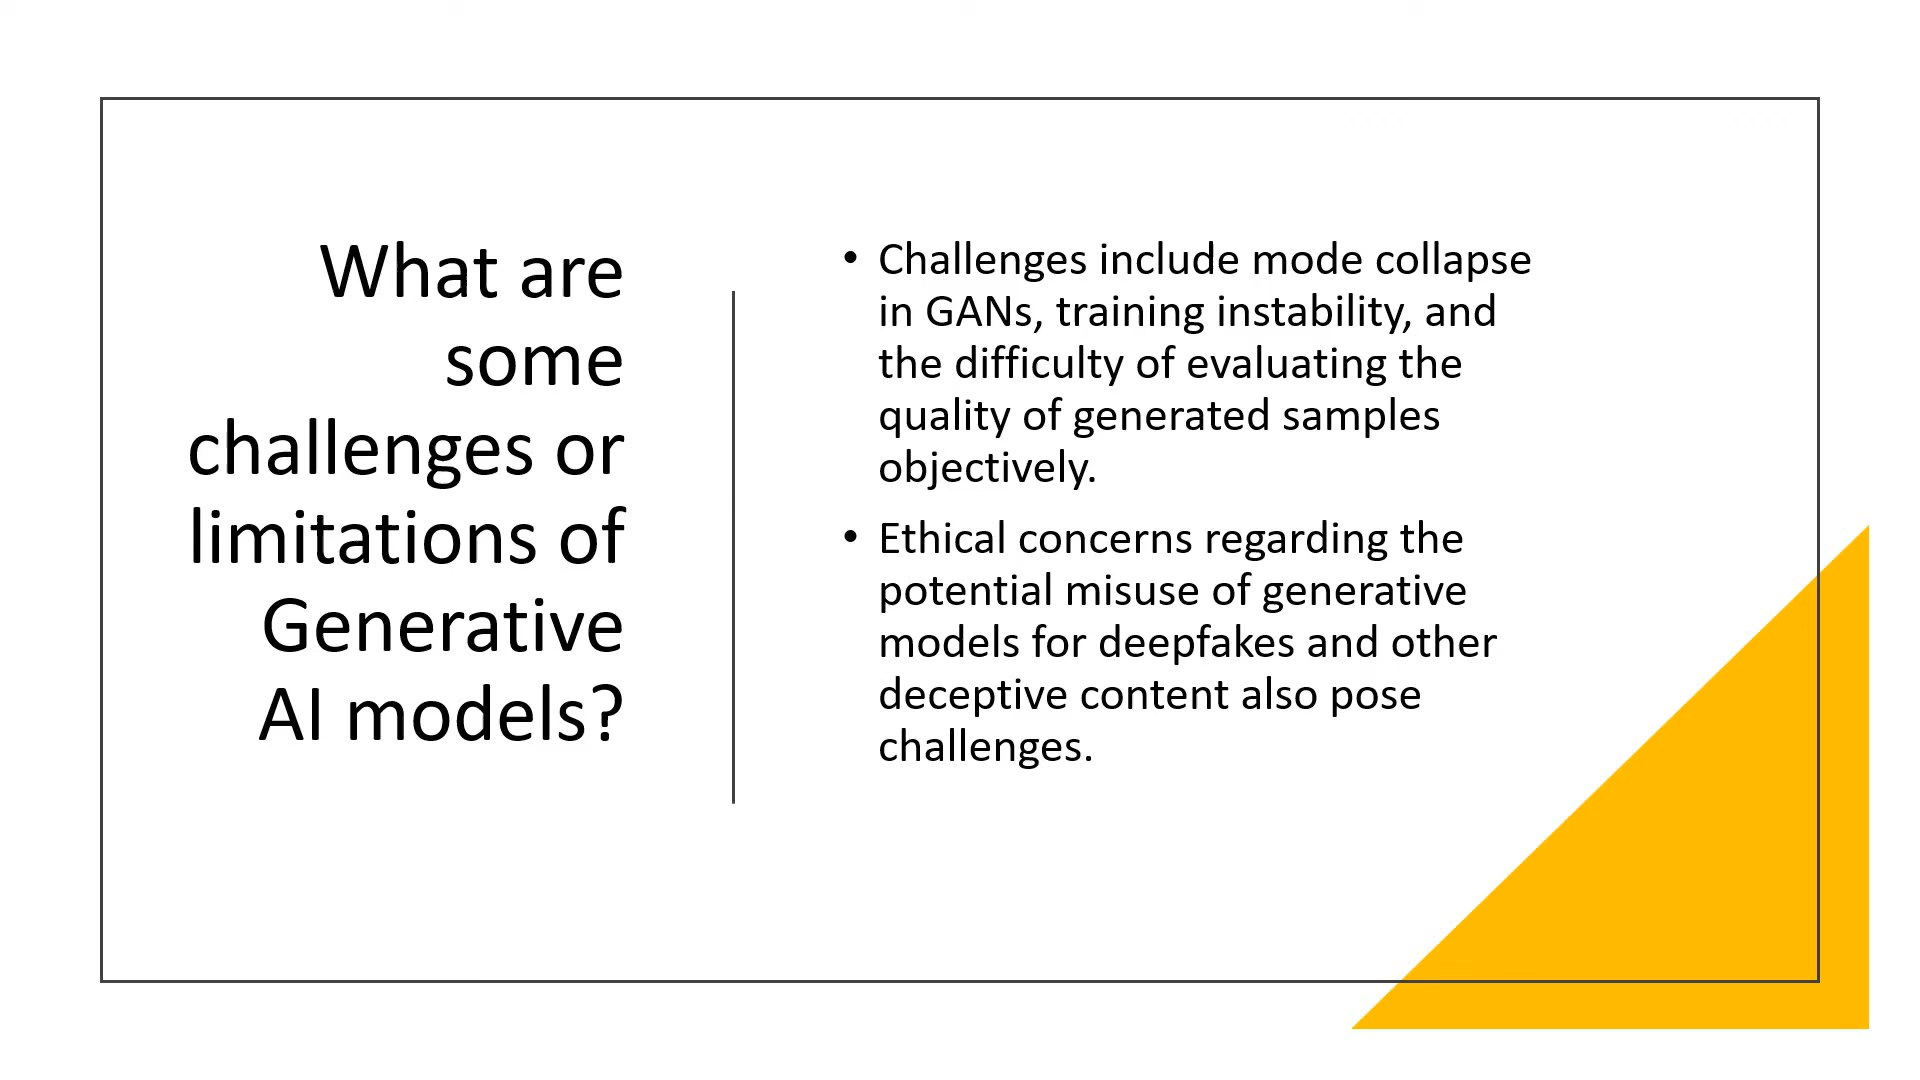 What are
some
challenges or
limitations of
Generative
AI models?
• Challenges include mode collapse
in GANs, training instability, and
the difficulty of evaluating the
quality of generated samples
objectively.
• Ethical concerns regarding the
potential misuse of generative
models for deepfakes and other
deceptive content also pose
challenges.